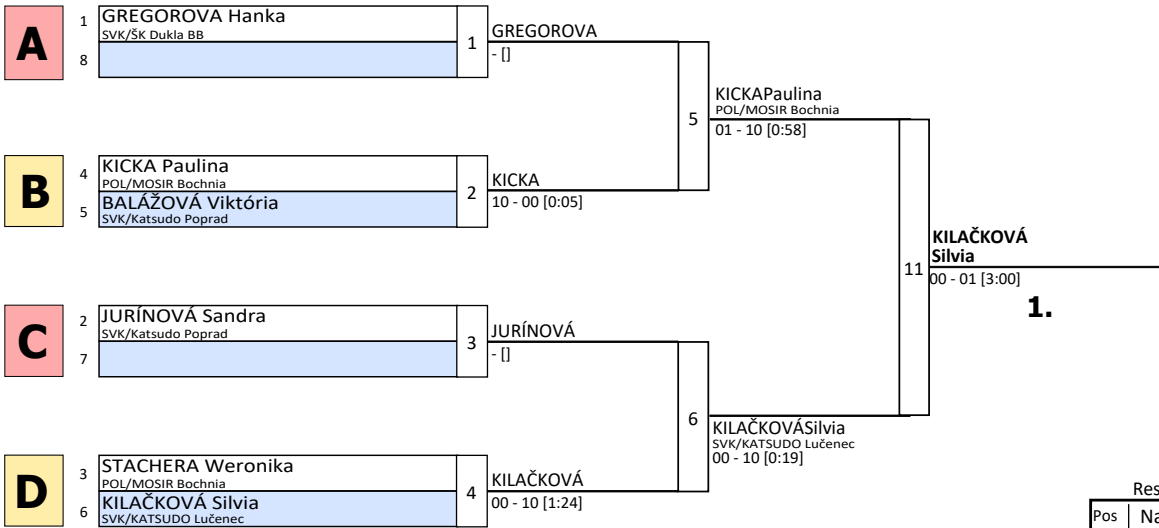 A
1
GREGOROVA Hanka
SVK/ŠK Dukla BB
8
1
GREGOROVA
- []
B
4
KICKA Paulina
POL/MOSIR Bochnia
5
BALÁŽOVÁ Viktória
SVK/Katsudo Poprad
2
KICKA
10 - 00 [0:05]
5
KICKAPaulina
POL/MOSIR Bochnia
01 - 10 [0:58]
C
2
JURÍNOVÁ Sandra
SVK/Katsudo Poprad
7
3
JURÍNOVÁ
- []
D
3
STACHERA Weronika
POL/MOSIR Bochnia
6
KILAČKOVÁ Silvia
SVK/KATSUDO Lučenec
4
KILAČKOVÁ
00 - 10 [1:24]
6
KILAČKOVÁSilvia
SVK/KATSUDO Lučenec
00 - 10 [0:19]
11
KILAČKOVÁ
Silvia
00 - 01 [3:00]
1.
Res
Pos Na